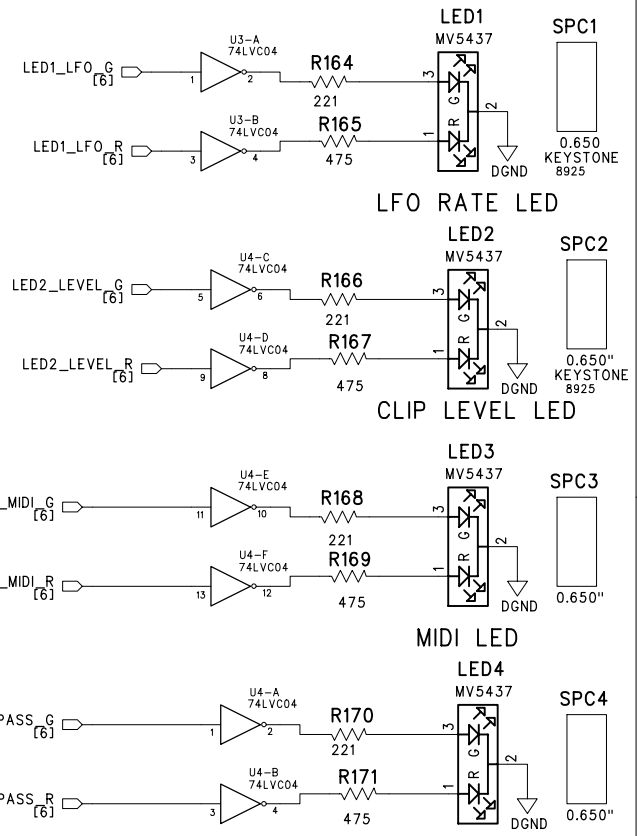 LED1
MV5437
SPC1
U3-A
74LVC04
LED1_LFO_G
[6]
1
2
R164
221
3
G
2
U3-B
74LVC04
LED1_LFO_R
[6]
3
4
R165
475
1
R
DGND
0.650
KEYSTONE
8925
LFO RATE LED
LED2
MV5437
SPC2
U4-C
74LVC04
LED2_LEVEL_G
[6]
5
6
R166
221
3
G
2
U4-D
74LVC04
LED2_LEVEL_R
[6]
9
8
R167
475
1
R
DGND
0.650"
KEYSTONE
8925
CLIP LEVEL LED
LED3
MV5437
SPC3
U4-E
74LVC04
_MIDI_G
[6]
11
10
R168
221
3
G
2
U4-F
74LVC04
_MIDI_R
[6]
13
12
R169
475
1
R
DGND
0.650"
MIDI LED
LED4
MV5437
SPC4
U4-A
74LVC04
PASS_G
[6]
1
2
R170
221
3
G
2
U4-B
74LVC04
PASS_R
[6]
3
4
R171
475
1
R
DGND
0.650"